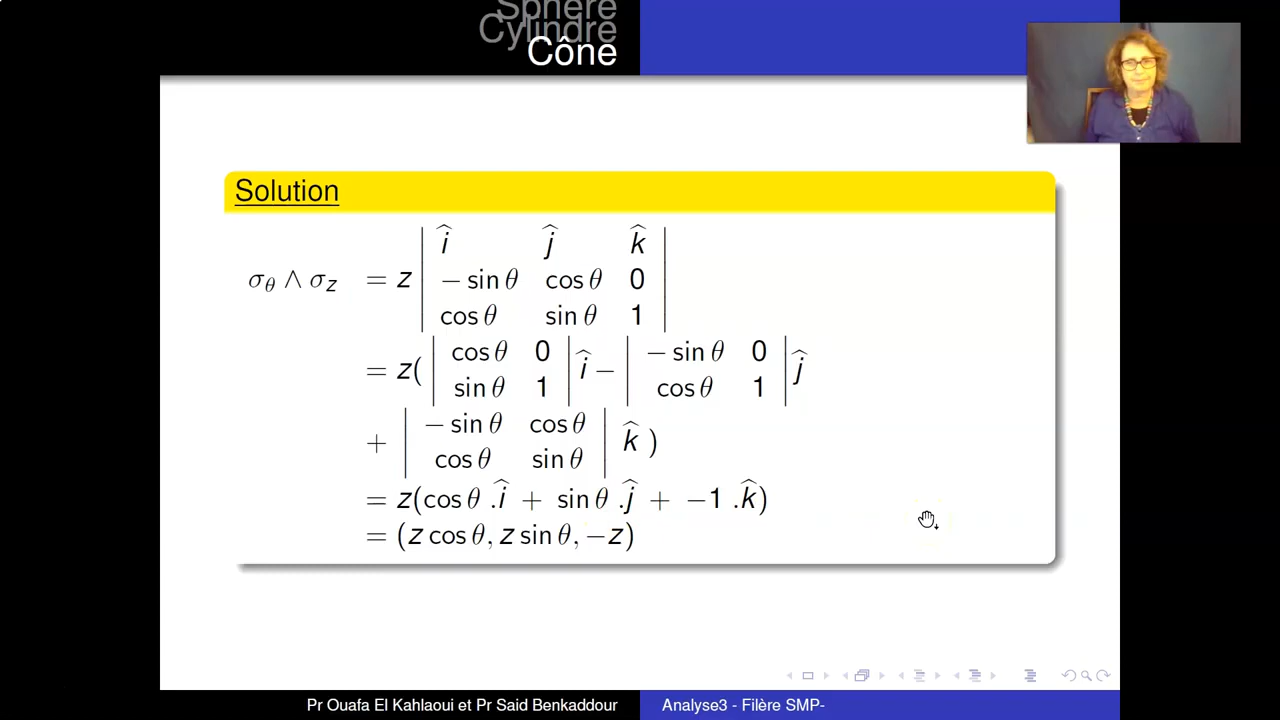 Sphère
Cylindre
Cône
Solution
σ_θ ∧ σ_z = z | î ĵ k̂ |
| − sin θ cos θ 0 |
| cos θ sin θ 1 |
= z( | cos θ 0 | î − | − sin θ 0 | ĵ
| sin θ 1 | | cos θ 1 |
+ | − sin θ cos θ | k̂ )
| cos θ sin θ |
= z(cos θ .î + sin θ .ĵ + −1 .k̂)
= (z cos θ, z sin θ, −z)
Pr Ouafa El Kahlaoui et Pr Said Benkaddour
Analyse3 - Filère SMP-